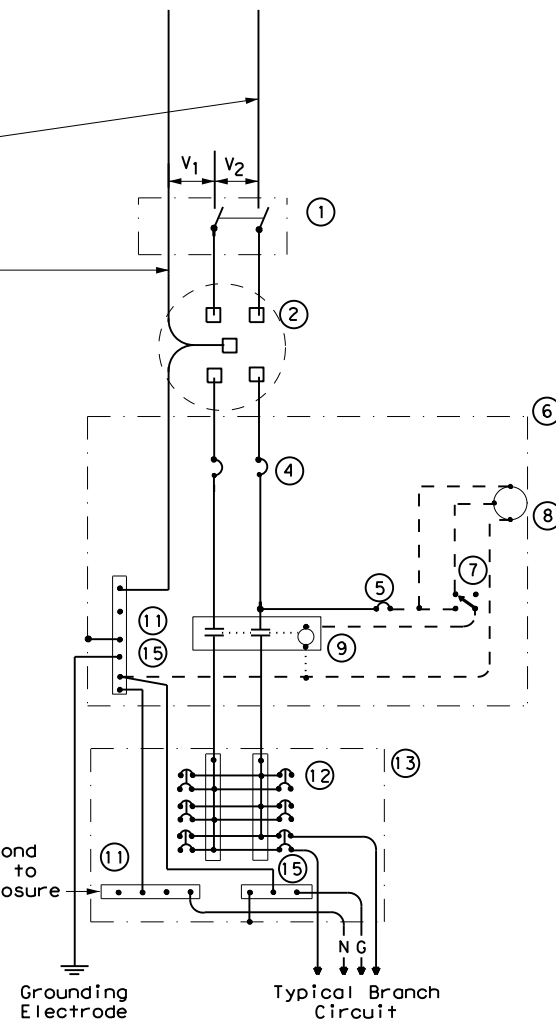 V1 V2
1
2
6
4
8
5
7
11
15
9
13
12
ond
to
osure
11
15
N G
Grounding
Electrode
Typical Branch
Circuit